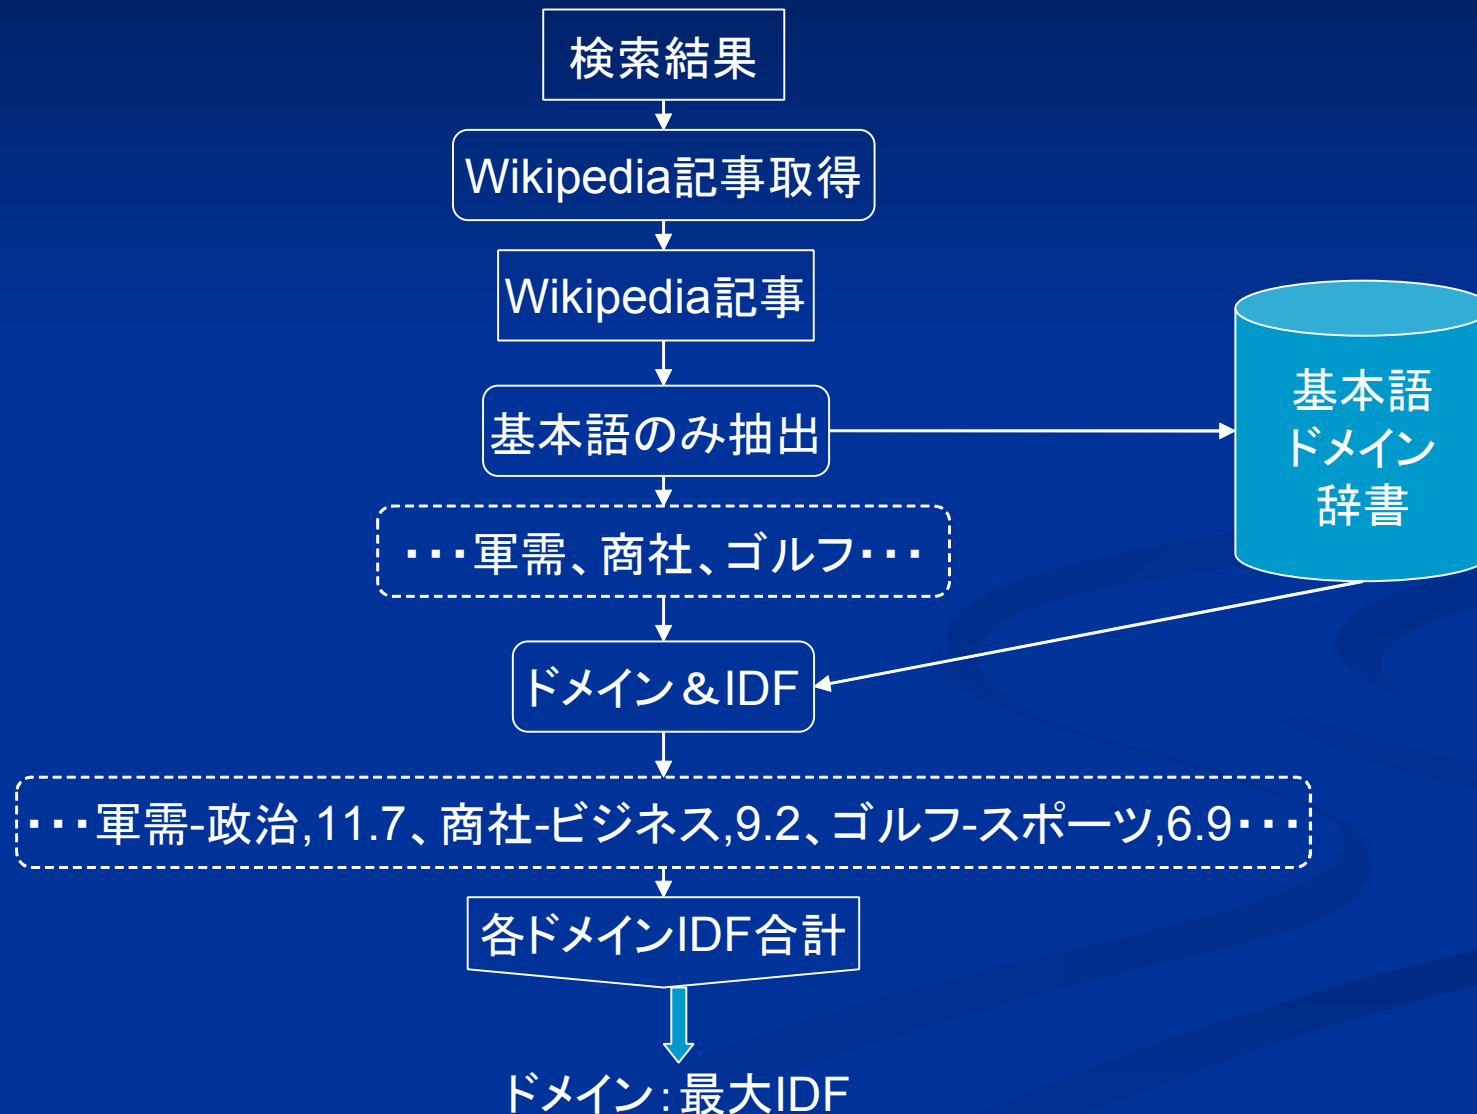 検索結果
Wikipedia記事取得
Wikipedia記事
基本語のみ抽出
基本語
ドメイン
辞書
・・・軍需、商社、ゴルフ・・・
ドメイン＆IDF
・・・軍需-政治,11.7、商社-ビジネス,9.2、ゴルフ-スポーツ,6.9・・・
各ドメインIDF合計
ドメイン：最大IDF